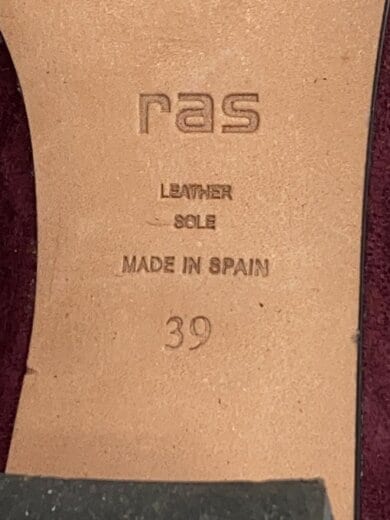 ras
LEATHER
SOLE
MADE IN SPAIN
39